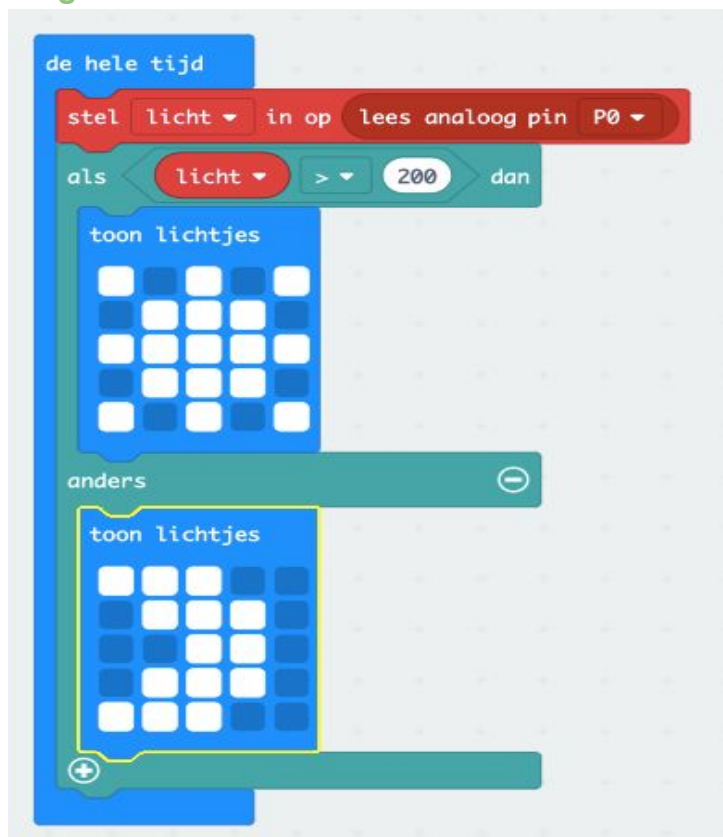 de hele tijd
stel licht in op lees analoog pin P0
als licht > 200 dan
toon lichtjes
anders
toon lichtjes